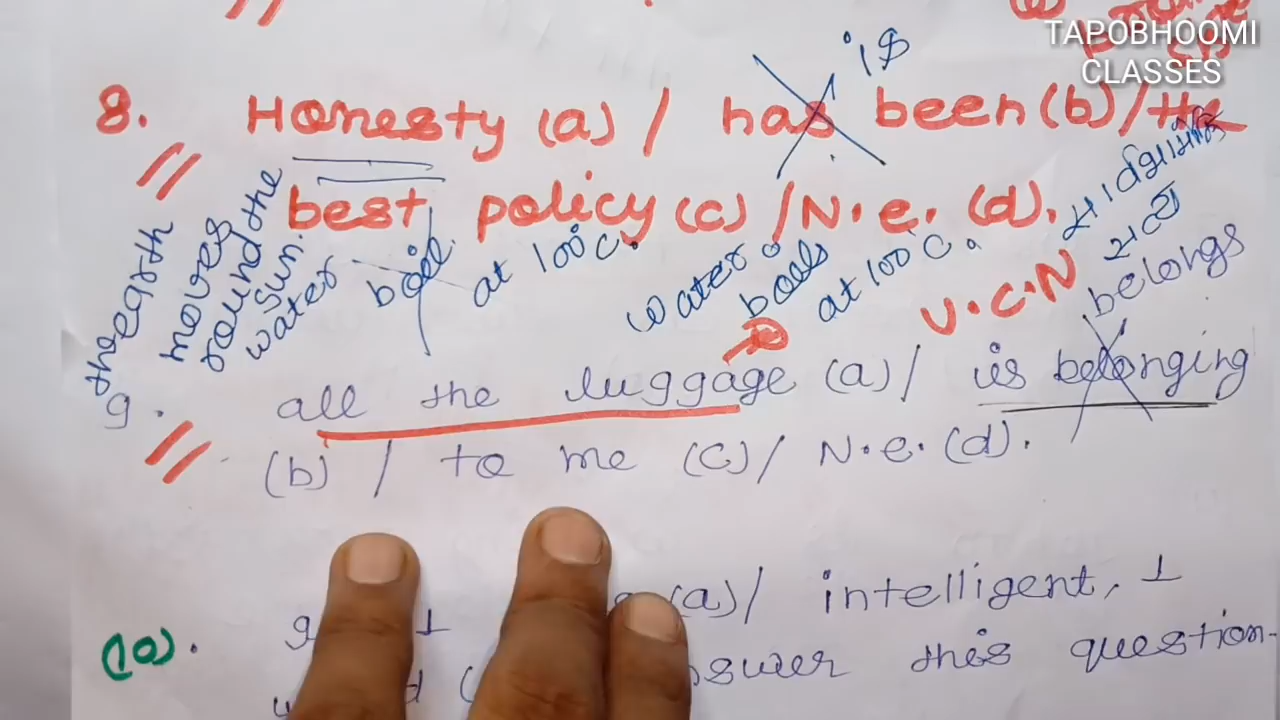 TAPOBHOOMI
CLASSES
is
8. Honesty (a) / has been (b) / the
best policy (c) / N.e. (d).
सत्य
the earth
moves
round the
sun.
water boil at 100°C.
water boils
at 100°C.
U.C.N
belongs
9. all the luggage (a) / is belonging
(b) / to me (c) / N.e. (d).
(10). (a) / intelligent, I
this question-